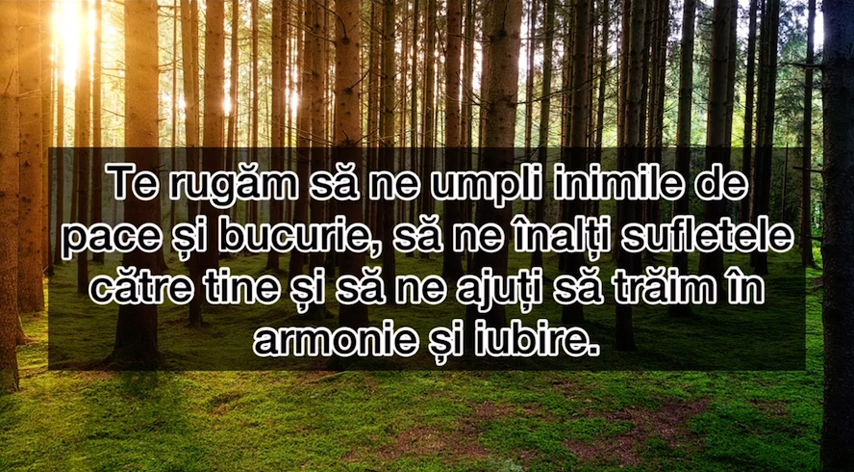 Te rugăm să ne umpli inimile de
pace și bucurie, să ne înalți sufletele
către tine și să ne ajuți să trăim în
armonie și iubire.